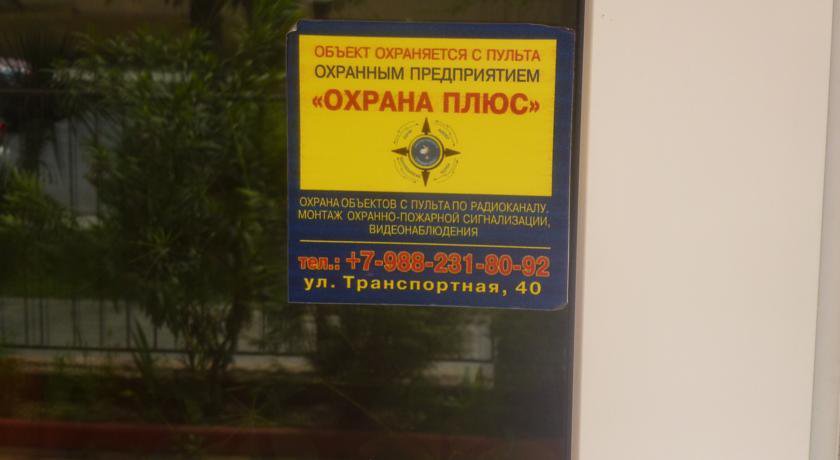 ОБЪЕКТ ОХРАНЯЕТСЯ С ПУЛЬТА
ОХРАННЫМ ПРЕДПРИЯТИЕМ
«ОХРАНА ПЛЮС»
ОХРАНА ОБЪЕКТОВ С ПУЛЬТА ПО РАДИОКАНАЛУ,
МОНТАЖ ОХРАННО-ПОЖАРНОЙ СИГНАЛИЗАЦИИ,
ВИДЕОНАБЛЮДЕНИЯ
тел.: +7-988-231-80-92
ул. Транспортная, 40